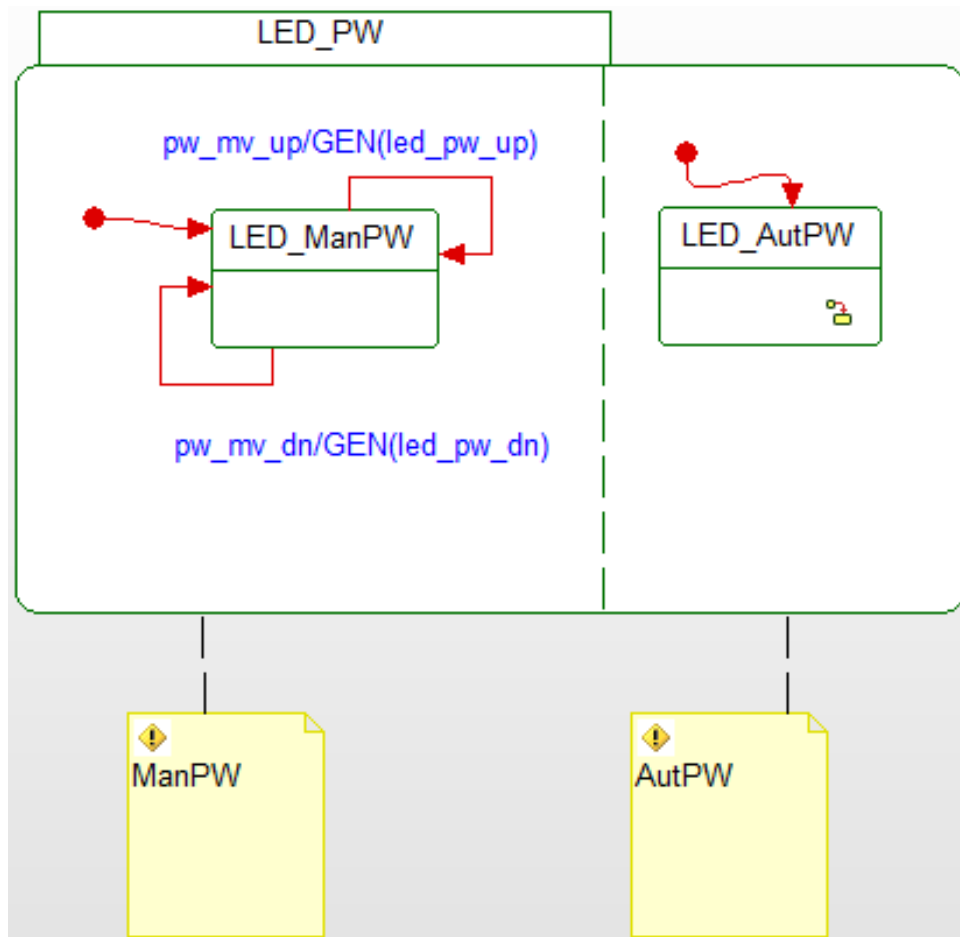 LED_PW
pw_mv_up/GEN(led_pw_up)
LED_ManPW
LED_AutPW
pw_mv_dn/GEN(led_pw_dn)
ManPW
AutPW